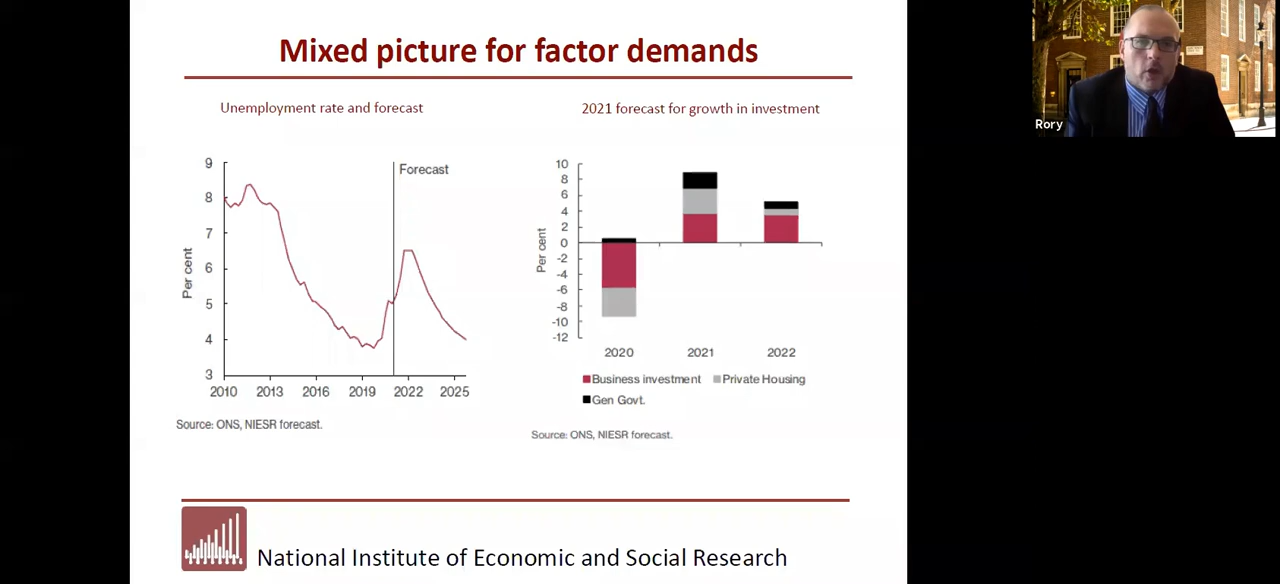 Mixed picture for factor demands
Unemployment rate and forecast
Per cent
9
8
7
6
5
4
3
Forecast
2010 2013 2016 2019 2022 2025
Source: ONS, NIESR forecast.
2021 forecast for growth in investment
Per cent
10
8
6
4
2
0
-2
-4
-6
-8
-10
-12
2020 2021 2022
Business investment Private Housing
Gen Govt.
Source: ONS, NIESR forecast.
National Institute of Economic and Social Research
Rory